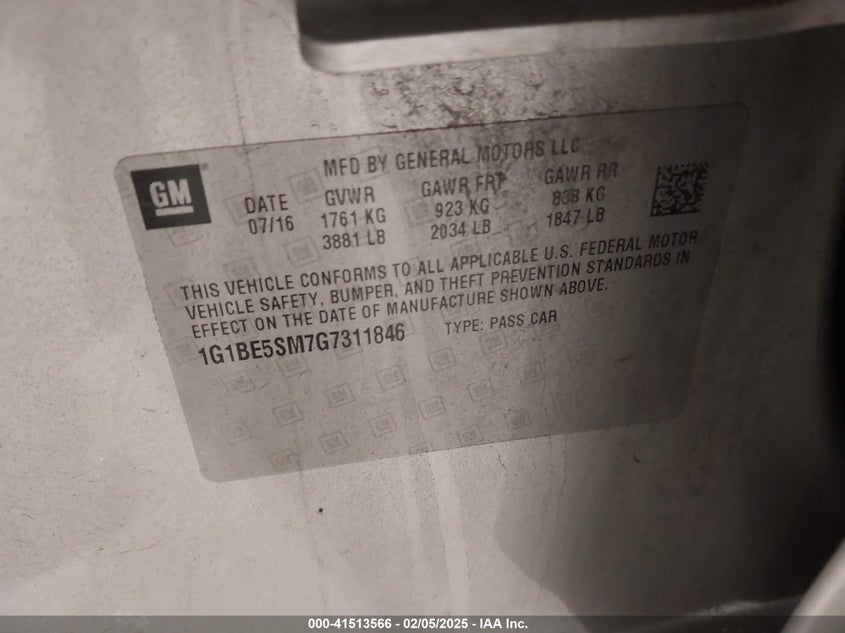 GM
MFD BY GENERAL MOTORS LLC
DATE GVWR GAWR FRT GAWR RR
07/16 1761 KG 923 KG 838 KG
3881 LB 2034 LB 1847 LB
THIS VEHICLE CONFORMS TO ALL APPLICABLE U.S. FEDERAL MOTOR
VEHICLE SAFETY, BUMPER, AND THEFT PREVENTION STANDARDS IN
EFFECT ON THE DATE OF MANUFACTURE SHOWN ABOVE.
1G1BE5SM7G7311846 TYPE: PASS CAR
000-41513566 / 02/05/2025 - IAA Inc.